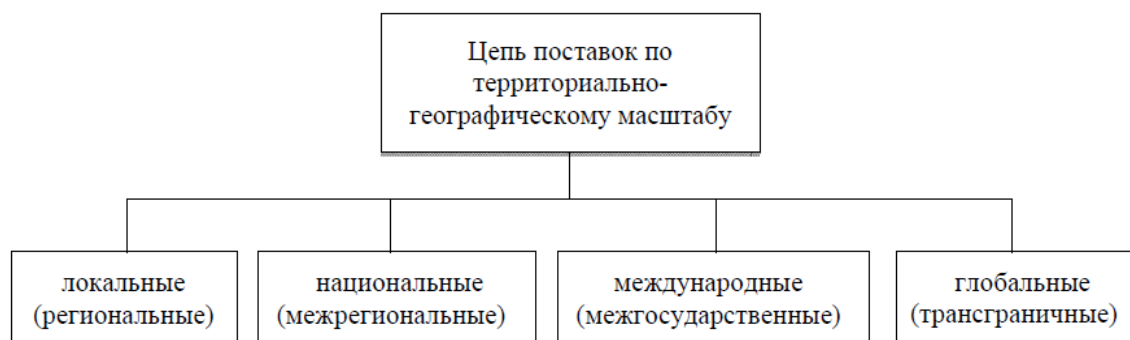 Цепь поставок по
территориально-
географическому масштабу
локальные
(региональные)
национальные
(межрегиональные)
международные
(межгосударственные)
глобальные
(трансграничные)